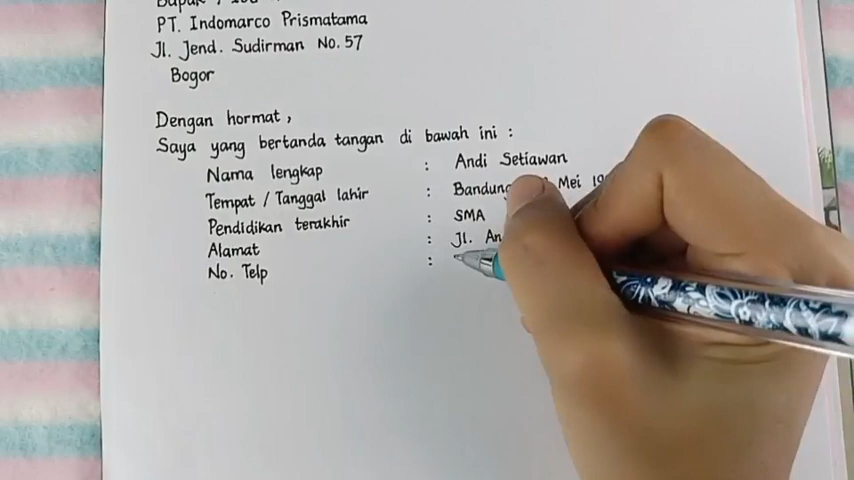 PT. Indomarco Prismatama
Jl. Jend. Sudirman No. 57
Bogor
Dengan hormat,
Saya yang bertanda tangan di bawah ini :
Nama lengkap : Andi Setiawan
Tempat / Tanggal lahir : Bandung Mei
Pendidikan terakhir : SMA
Alamat : Jl.
No. Telp :